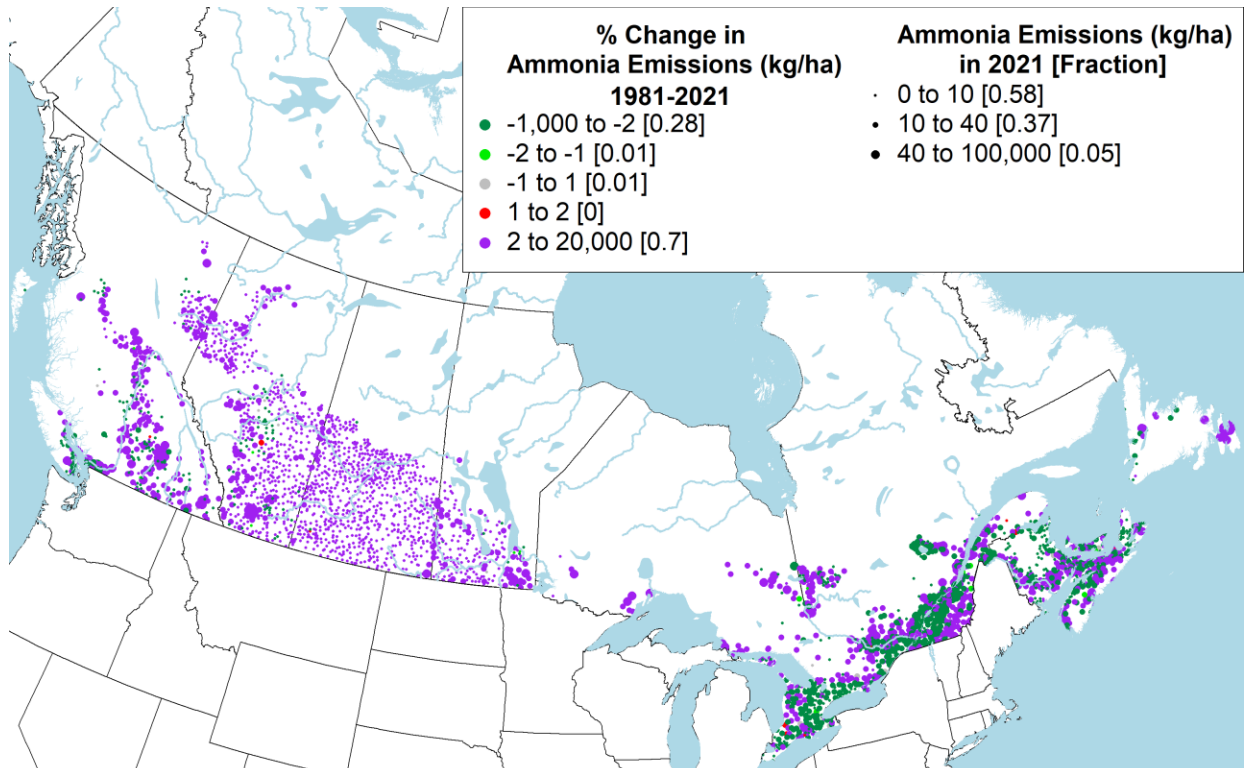 % Change in
Ammonia Emissions (kg/ha)
1981-2021
-1,000 to -2 [0.28]
-2 to -1 [0.01]
-1 to 1 [0.01]
1 to 2 [0]
2 to 20,000 [0.7]
Ammonia Emissions (kg/ha)
in 2021 [Fraction]
0 to 10 [0.58]
10 to 40 [0.37]
40 to 100,000 [0.05]